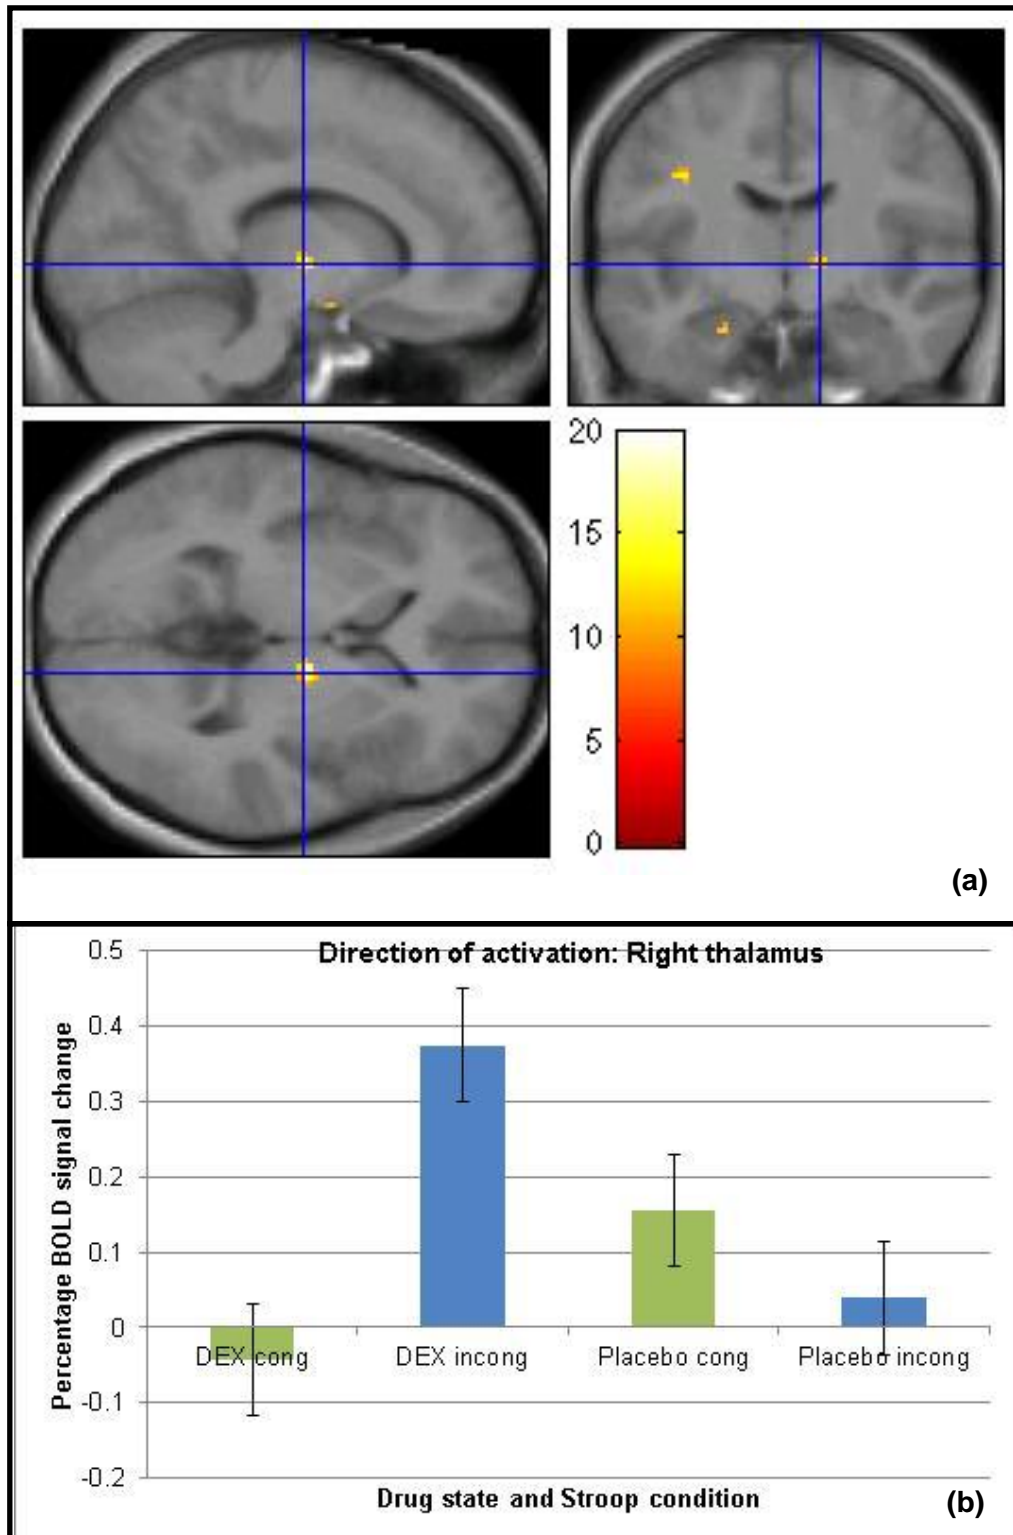 20
15
10
5
0
(a)
Direction of activation: Right thalamus
Percentage BOLD signal change
0.5
0.4
0.3
0.2
0.1
0
-0.1
-0.2
DEX cong
DEX incong
Placebo cong
Placebo incong
Drug state and Stroop condition
(b)